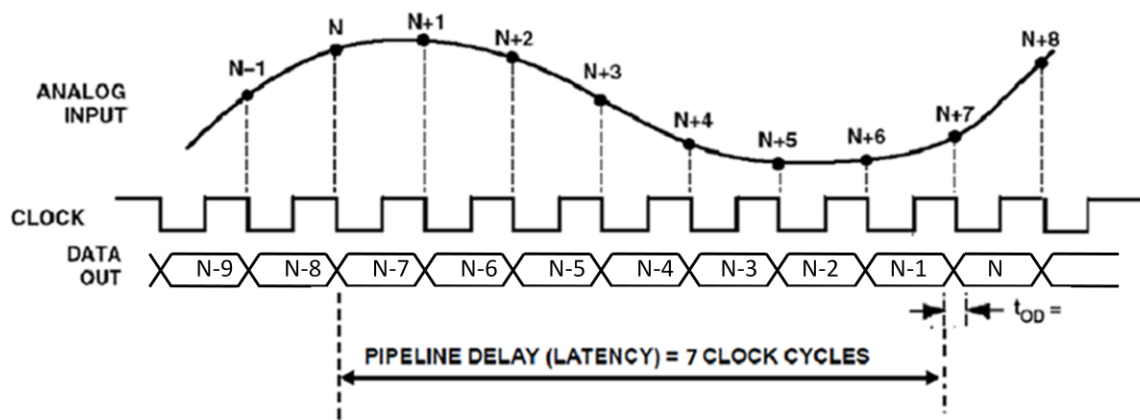 N–1
N
N+1
N+2
N+3
N+4
N+5
N+6
N+7
N+8
ANALOG
INPUT
CLOCK
DATA
OUT
N-9
N-8
N-7
N-6
N-5
N-4
N-3
N-2
N-1
N
tOD =
PIPELINE DELAY (LATENCY) = 7 CLOCK CYCLES